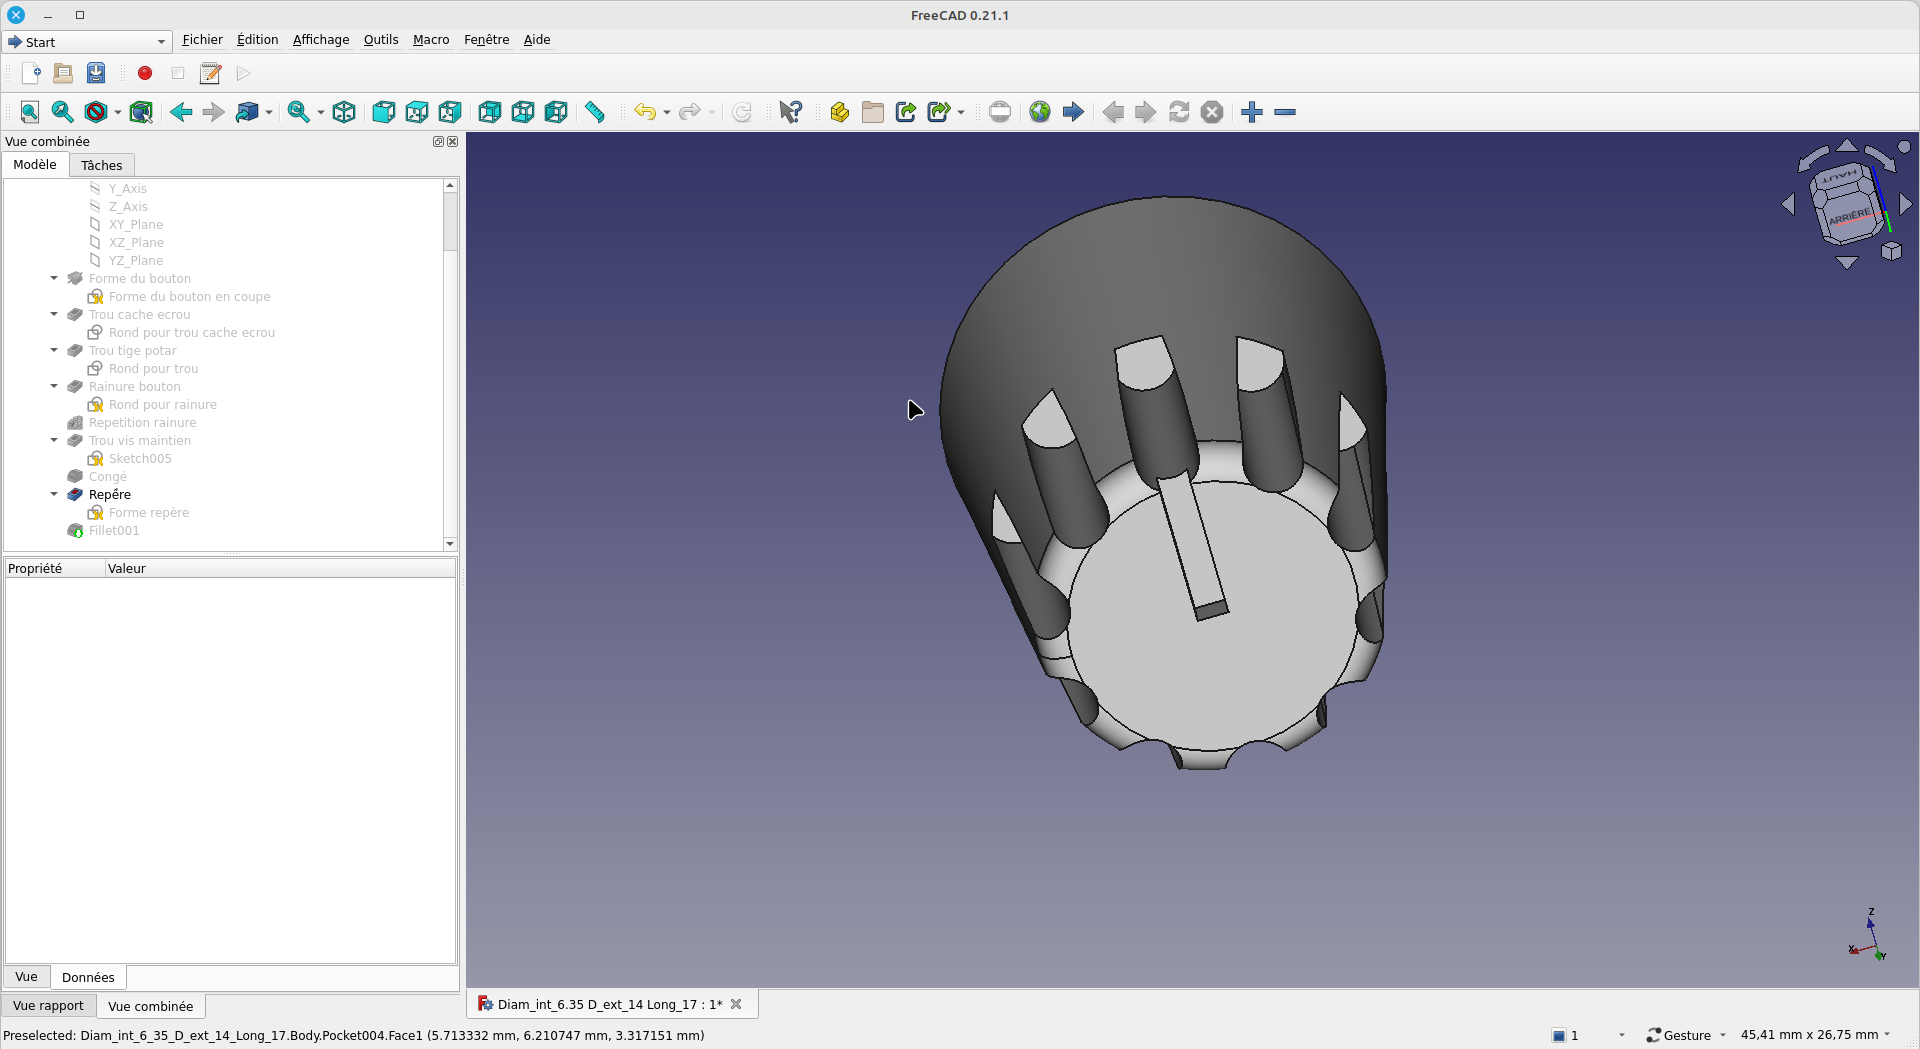 FreeCAD 0.21.1
Start
Fichier Édition Affichage Outils Macro Fenêtre Aide
Vue combinée
Modèle Tâches
Y_Axis
Z_Axis
XY_Plane
XZ_Plane
YZ_Plane
Forme du bouton
Forme du bouton en coupe
Trou cache ecrou
Rond pour trou cache ecrou
Trou tige potar
Rond pour trou
Rainure bouton
Rond pour rainure
Repetition rainure
Trou vis maintien
Sketch005
Congé
Repére
Forme repère
Fillet001
Propriété Valeur
Vue Données
Vue rapport Vue combinée
HAUT
ARRIÈRE
Z
X
Y
Diam_int_6.35 D_ext_14 Long_17 : 1*
Preselected: Diam_int_6_35_D_ext_14_Long_17.Body.Pocket004.Face1 (5.713332 mm, 6.210747 mm, 3.317151 mm)
1 Gesture 45,41 mm x 26,75 mm